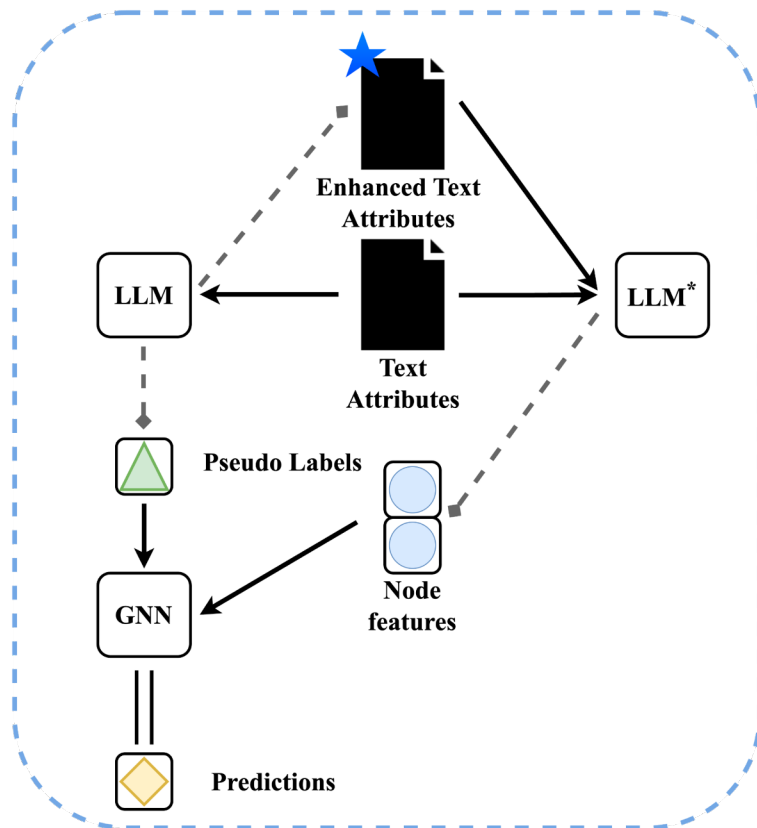 Enhanced Text
Attributes
LLM
LLM*
Text
Attributes
Pseudo Labels
GNN
Node
features
Predictions